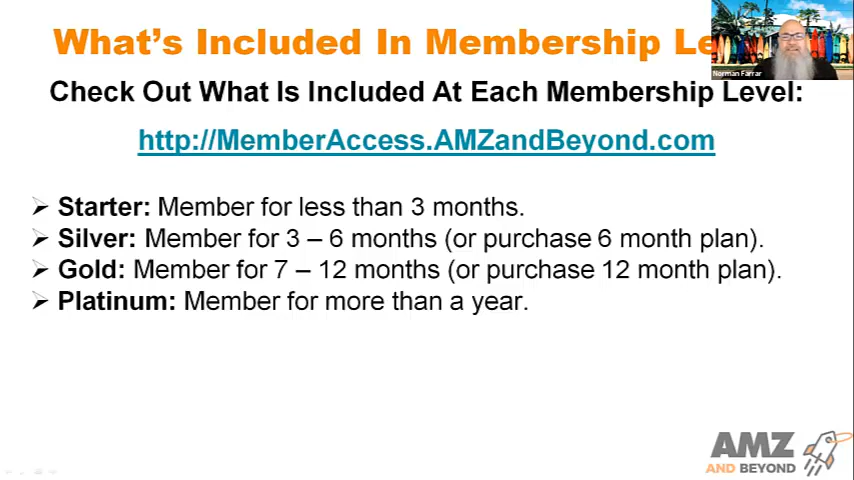 What's Included In Membership Le
Norman Farrar
Check Out What Is Included At Each Membership Level:
http://MemberAccess.AMZandBeyond.com
➢ Starter: Member for less than 3 months.
➢ Silver: Member for 3 – 6 months (or purchase 6 month plan).
➢ Gold: Member for 7 – 12 months (or purchase 12 month plan).
➢ Platinum: Member for more than a year.
AMZ
AND BEYOND